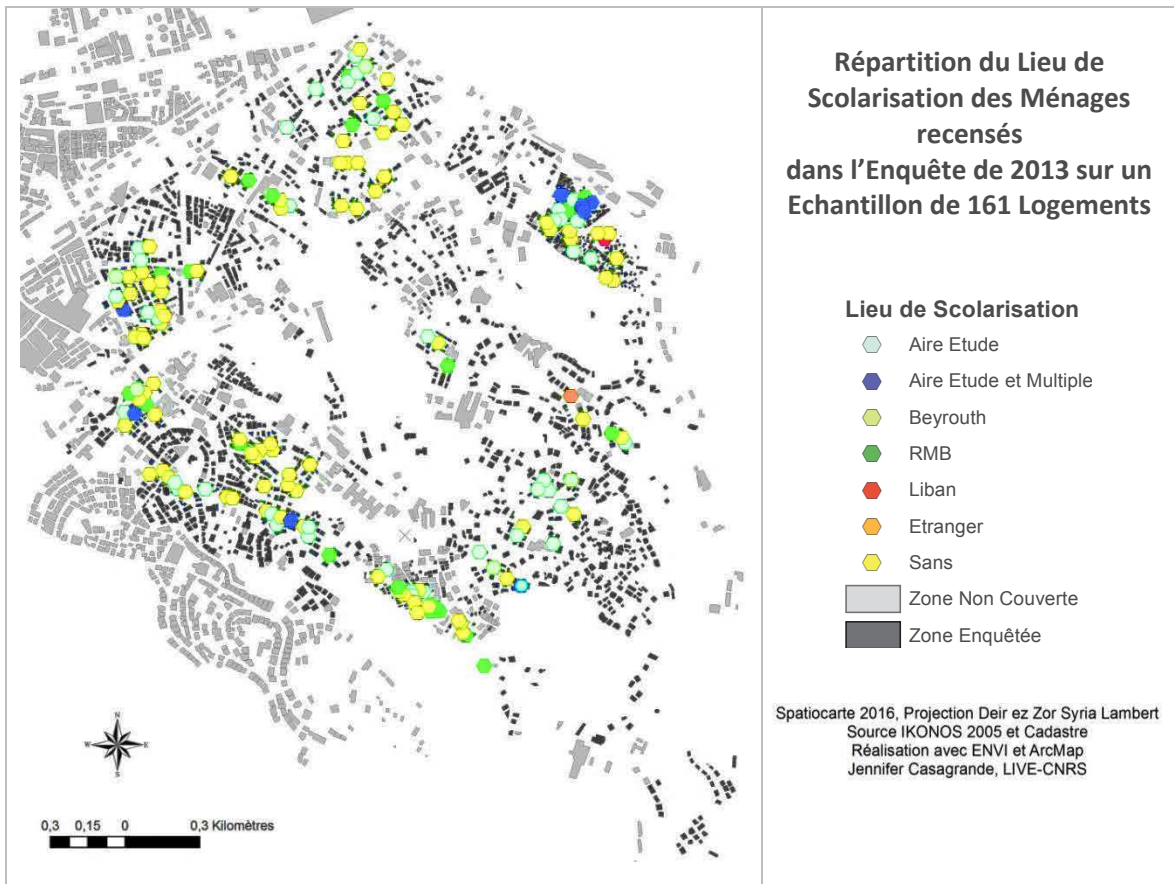 Répartition du Lieu de
Scolarisation des Ménages
recensés
dans l’Enquête de 2013 sur un
Echantillon de 161 Logements
Lieu de Scolarisation
Aire Etude
Aire Etude et Multiple
Beyrouth
RMB
Liban
Etranger
Sans
Zone Non Couverte
Zone Enquêtée
Spatiocarte 2016, Projection Deir ez Zor Syria Lambert
Source IKONOS 2005 et Cadastre
Réalisation avec ENVI et ArcMap
Jennifer Casagrande, LIVE-CNRS
N
W E
S
0,3 0,15 0 0,3 Kilomètres